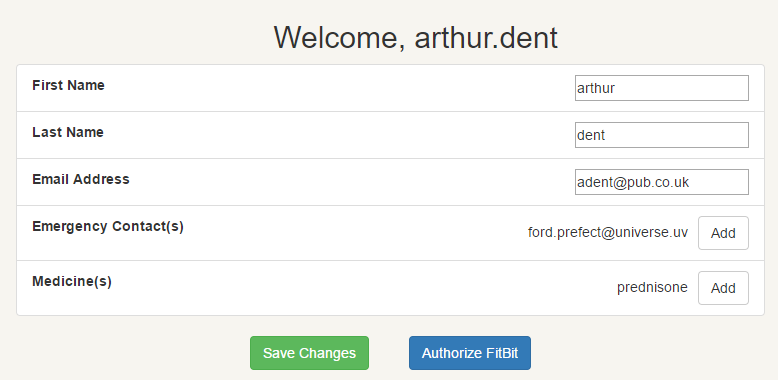 Welcome, arthur.dent
First Name arthur
Last Name dent
Email Address adent@pub.co.uk
Emergency Contact(s) ford.prefect@universe.uv Add
Medicine(s) prednisone Add
Save Changes Authorize FitBit